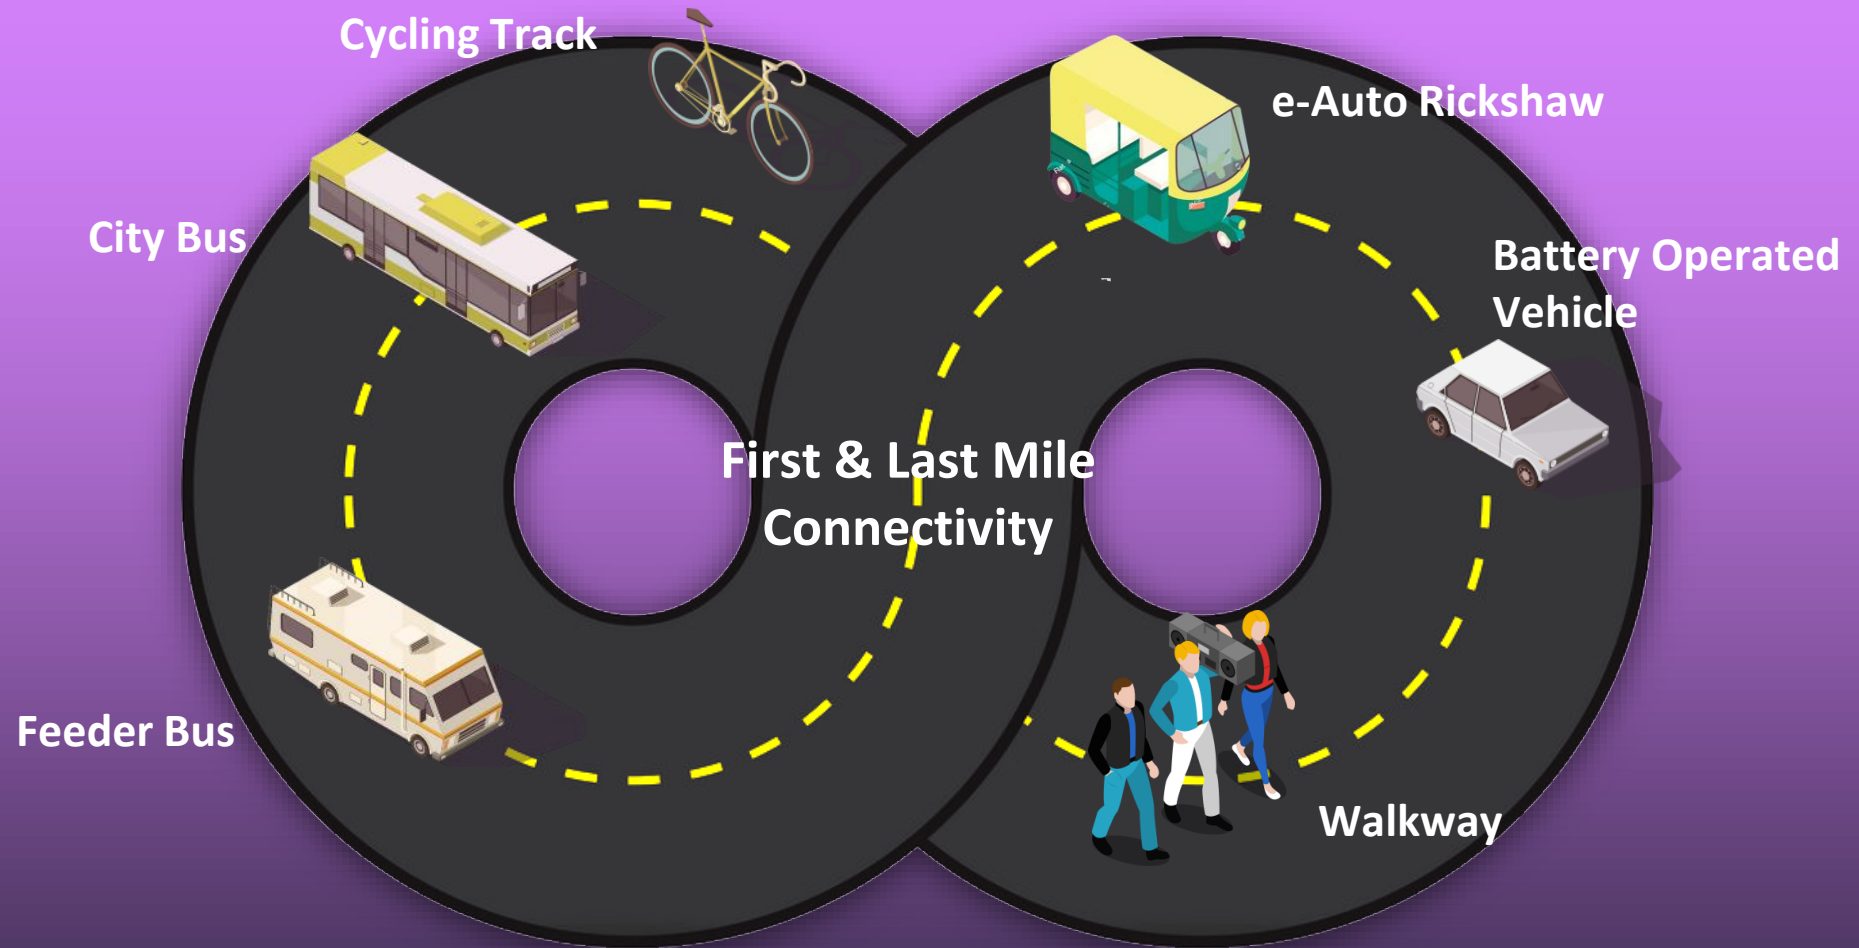 Cycling Track
e-Auto Rickshaw
City Bus
Battery Operated
Vehicle
First & Last Mile
Connectivity
Feeder Bus
Walkway